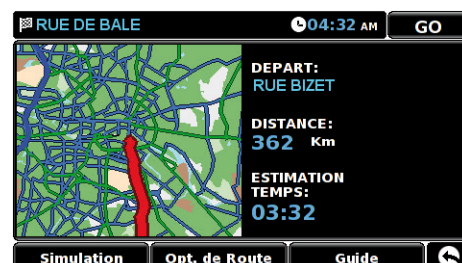 RUE DE BALE 04:32 AM GO
DEPART:
RUE BIZET
DISTANCE:
362 Km
ESTIMATION
TEMPS:
03:32
Simulation Opt. de Route Guide